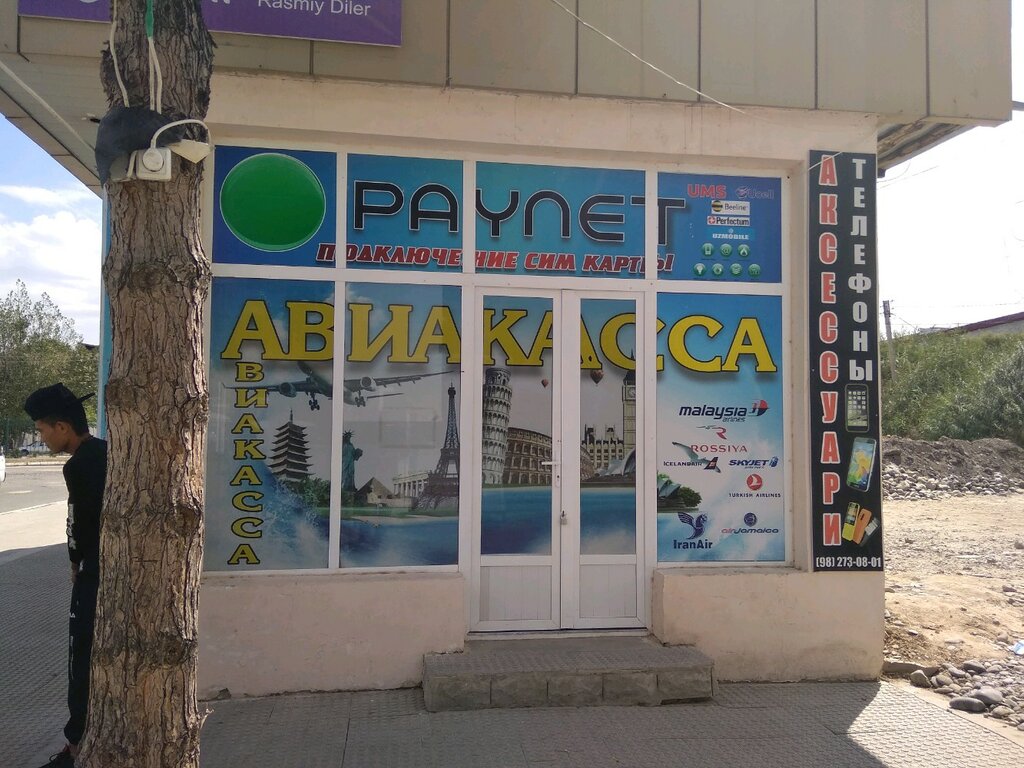 Rasmiy Diler
PAYNET
ПОДКЛЮЧЕНИЕ СИМ КАРТЫ!
UMS
Ucell
Beeline
Perfectum
UZMOBILE
АВИАКАССА
АВИАКАССА
malaysia
airlines
ROSSIYA
ICELANDAIR
SKYJET
TURKISH AIRLINES
IranAir
airJamaica
АКСЕССУАРИ
ТЕЛЕФОНЫ
(98) 273-08-01